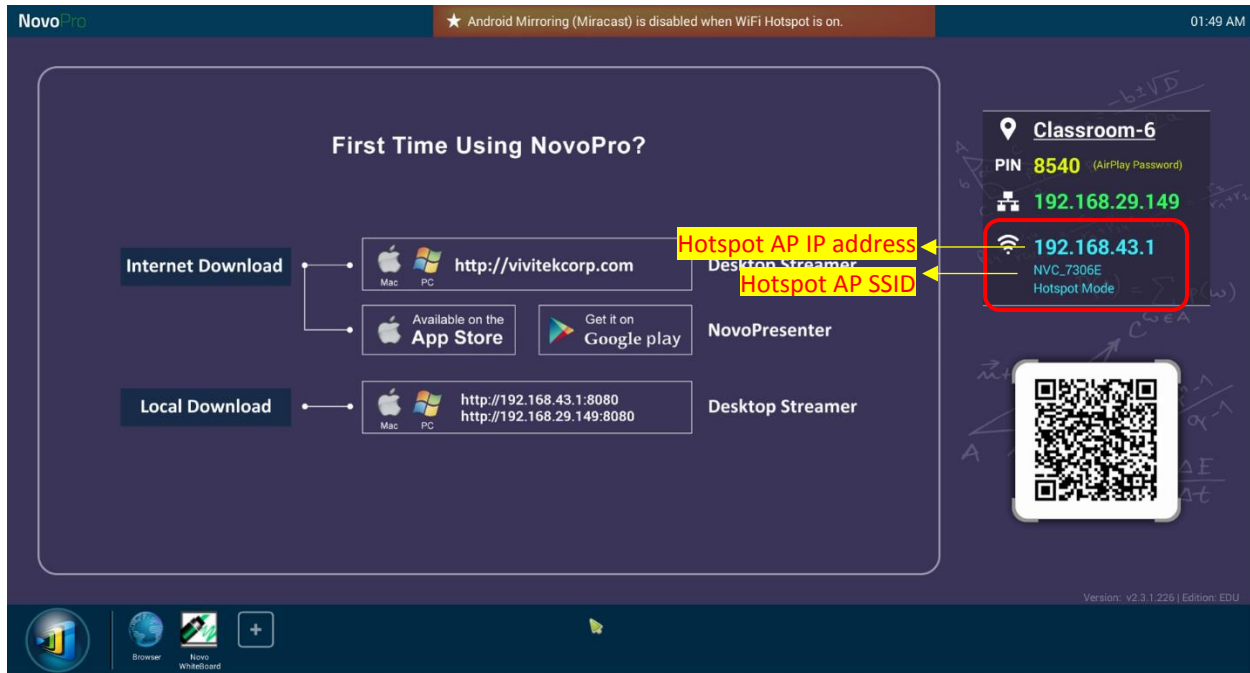 NovoPro
★ Android Mirroring (Miracast) is disabled when WiFi Hotspot is on.
01:49 AM
First Time Using NovoPro?
Internet Download
Mac
PC
http://vivitekcorp.com
Desktop Streamer
Available on the
App Store
Get it on
Google play
NovoPresenter
Local Download
Mac
PC
http://192.168.43.1:8080
http://192.168.29.149:8080
Desktop Streamer
Classroom-6
PIN 8540 (AirPlay Password)
192.168.29.149
Hotspot AP IP address
192.168.43.1
Hotspot AP SSID
NVC_7306E
Hotspot Mode
Version: v2.3.1.226 | Edition: EDU
Browser
Novo
WhiteBoard